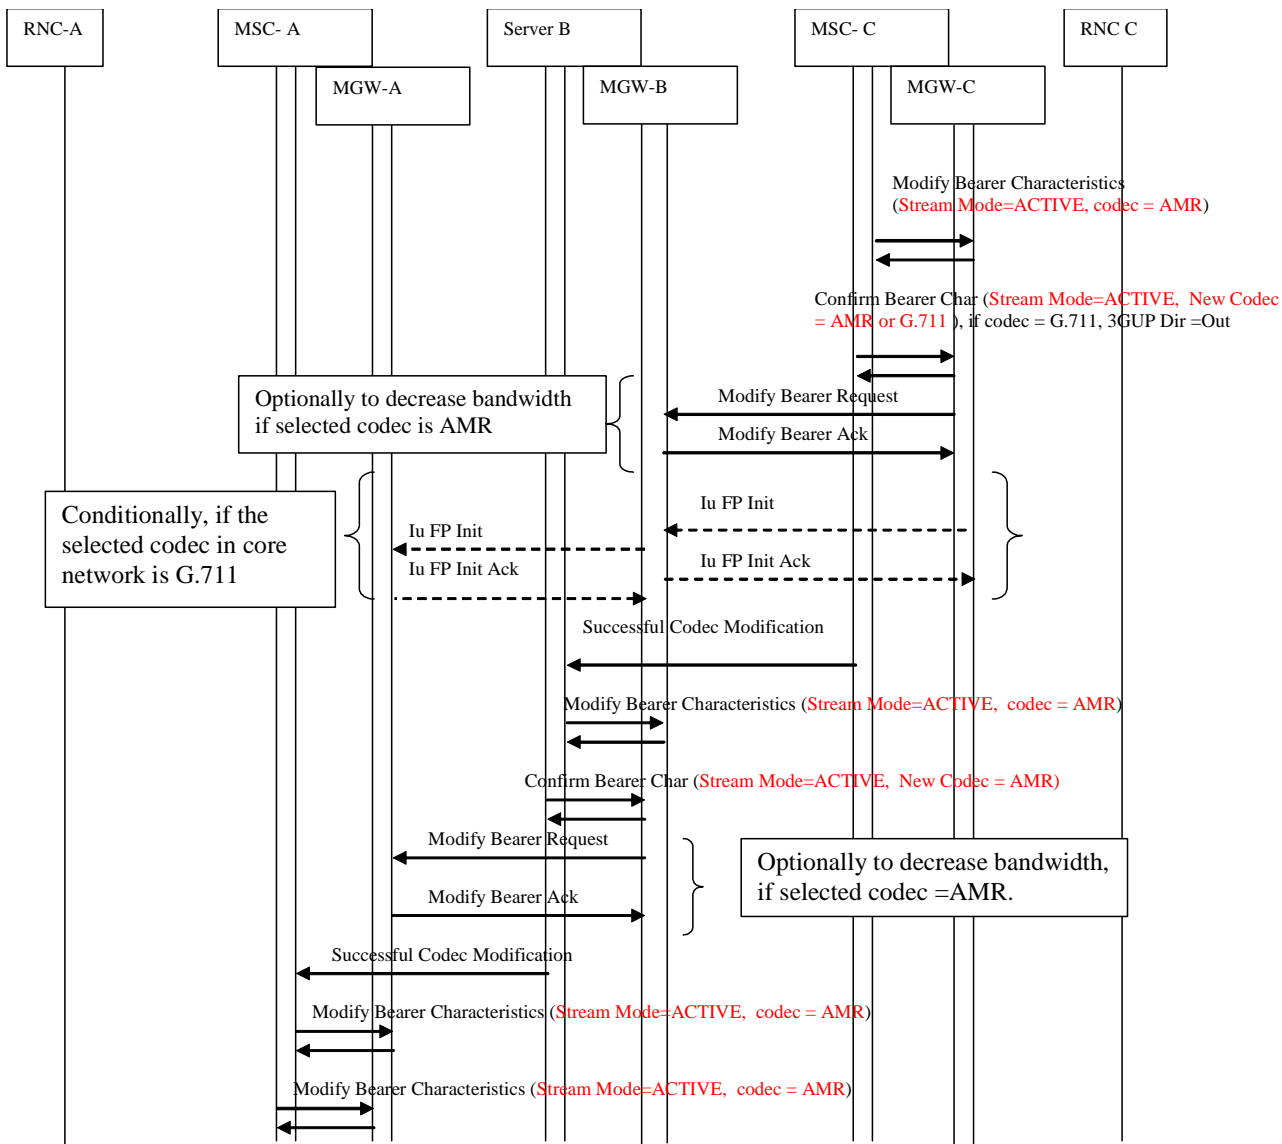 RNC-A
MSC- A
Server B
MSC- C
RNC C
MGW-A
MGW-B
MGW-C
Modify Bearer Characteristics
(Stream Mode=ACTIVE, codec = AMR)
Confirm Bearer Char (Stream Mode=ACTIVE, New Codec
= AMR or G.711 ), if codec = G.711, 3GUP Dir =Out
Optionally to decrease bandwidth
if selected codec is AMR
Modify Bearer Request
Modify Bearer Ack
Conditionally, if the
selected codec in core
network is G.711
Iu FP Init
Iu FP Init
Iu FP Init Ack
Iu FP Init Ack
Successful Codec Modification
Modify Bearer Characteristics (Stream Mode=ACTIVE, codec = AMR)
Confirm Bearer Char (Stream Mode=ACTIVE, New Codec = AMR)
Modify Bearer Request
Optionally to decrease bandwidth,
if selected codec =AMR.
Modify Bearer Ack
Successful Codec Modification
Modify Bearer Characteristics (Stream Mode=ACTIVE, codec = AMR)
Modify Bearer Characteristics (Stream Mode=ACTIVE, codec = AMR)